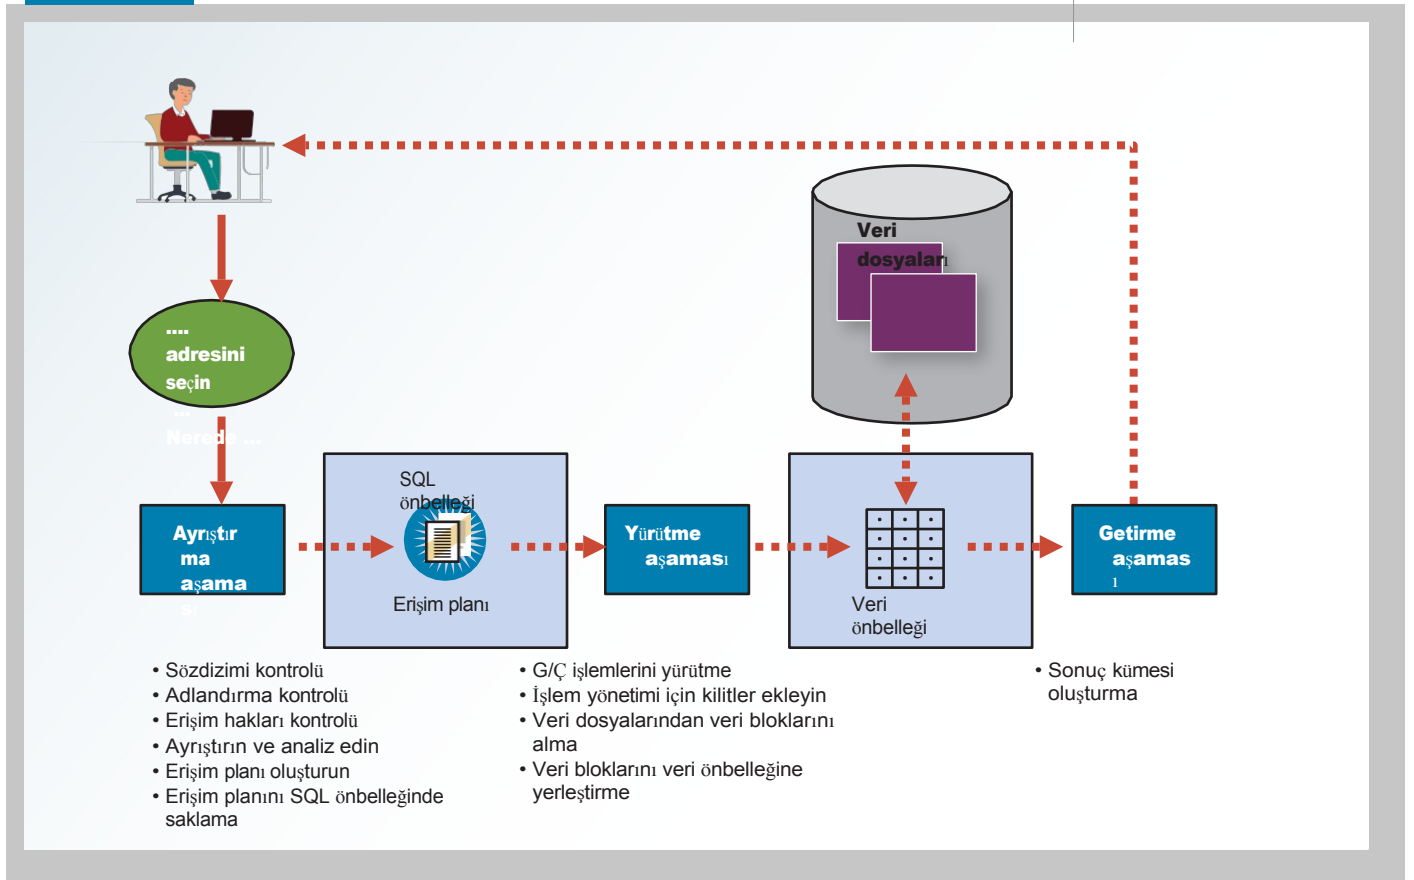 Veri
dosyaları
....
adresini
seçin
...
Nerede ...
SQL
önbelleği
Ayrıştır
ma
aşama
sı
Erişim planı
Yürütme
aşaması
Veri
önbelleği
Getirme
aşamas
ı
• Sözdizimi kontrolü
• Adlandırma kontrolü
• Erişim hakları kontrolü
• Ayrıştırın ve analiz edin
• Erişim planı oluşturun
• Erişim planını SQL önbelleğinde
saklama
• G/Ç işlemlerini yürütme
• İşlem yönetimi için kilitler ekleyin
• Veri dosyalarından veri bloklarını
alma
• Veri bloklarını veri önbelleğine
yerleştirme
• Sonuç kümesi
oluşturma